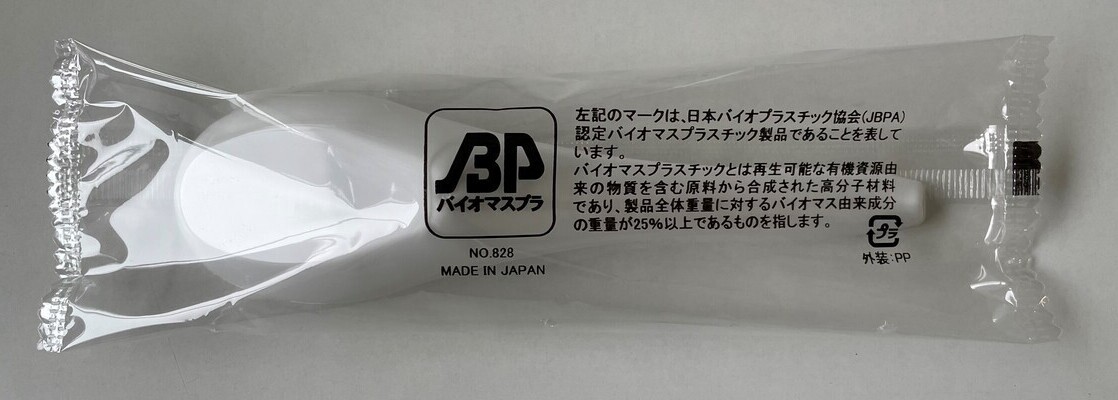 BP
バイオマスプラ
NO.828
MADE IN JAPAN
左記のマークは、日本バイオプラスチック協会(JBPA)
認定バイオマスプラスチック製品であることを表して
います。
バイオマスプラスチックとは再生可能な有機資源由
来の物質を含む原料から合成された高分子材料
であり、製品全体重量に対するバイオマス由来成分
の重量が25%以上であるものを指します。
プラ
外装:PP